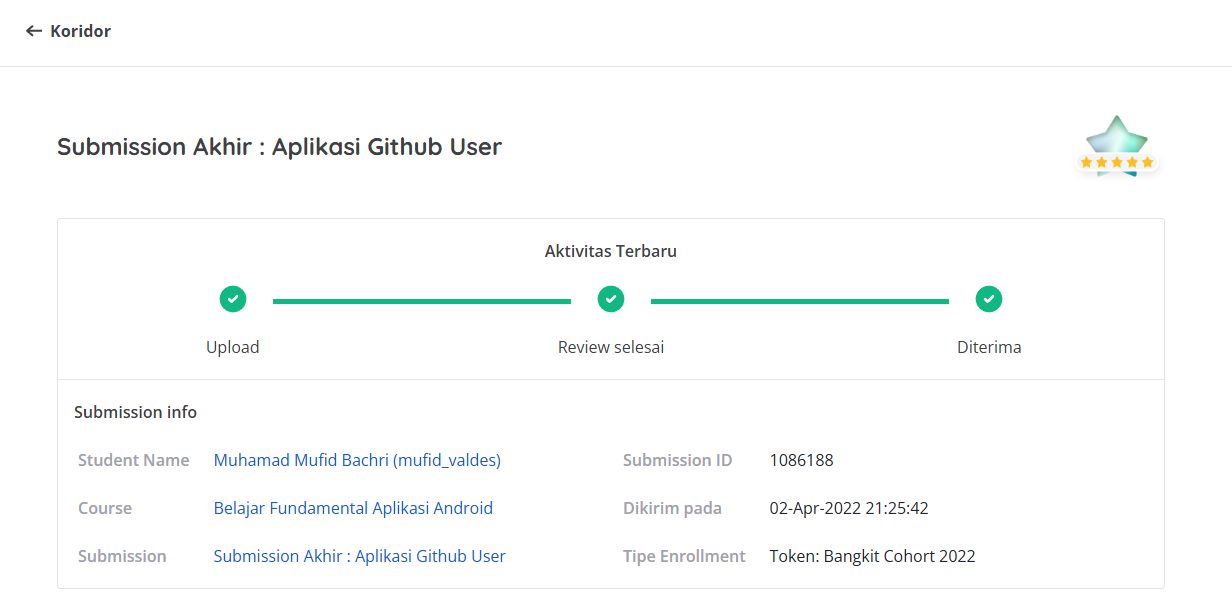 Koridor
Submission Akhir : Aplikasi Github User
Aktivitas Terbaru
Upload
Review selesai
Diterima
Submission info
Student Name Muhamad Mufid Bachri (mufid_valdes) Submission ID 1086188
Course Belajar Fundamental Aplikasi Android Dikirim pada 02-Apr-2022 21:25:42
Submission Submission Akhir : Aplikasi Github User Tipe Enrollment Token: Bangkit Cohort 2022